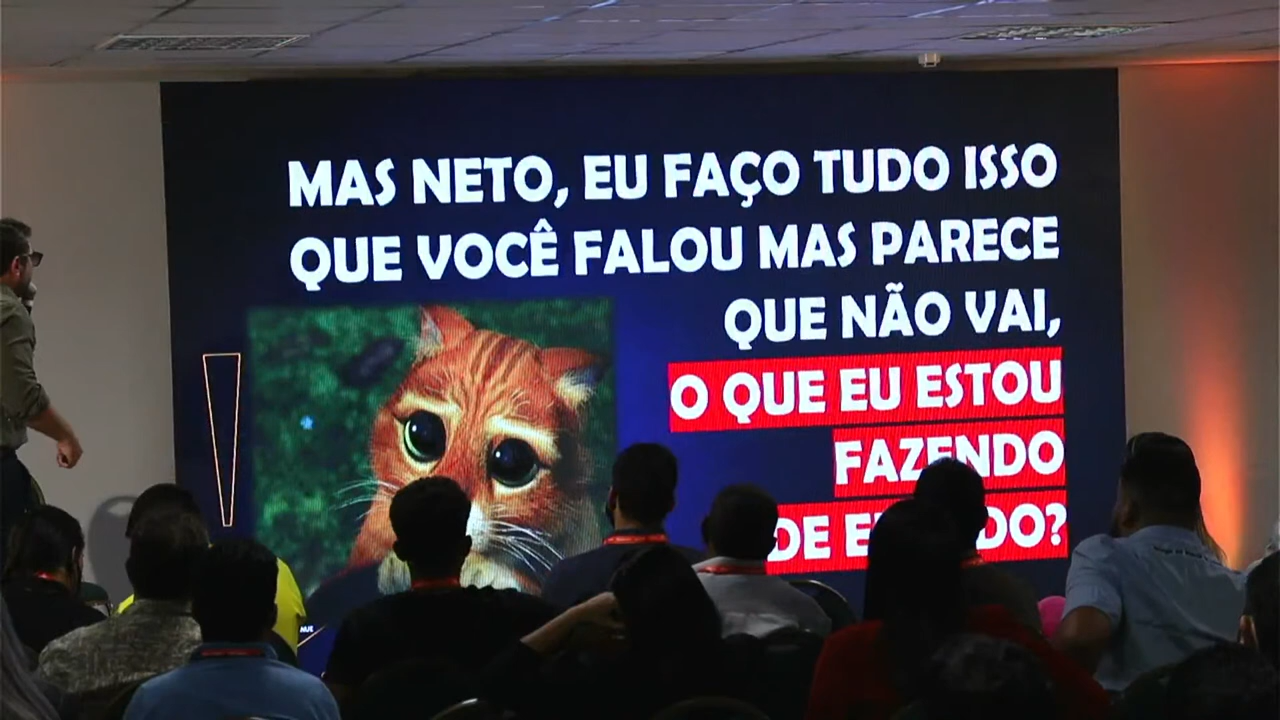 MAS NETO, EU FAÇO TUDO ISSO
QUE VOCÊ FALOU MAS PARECE
QUE NÃO VAI,
O QUE EU ESTOU
FAZENDO
DE